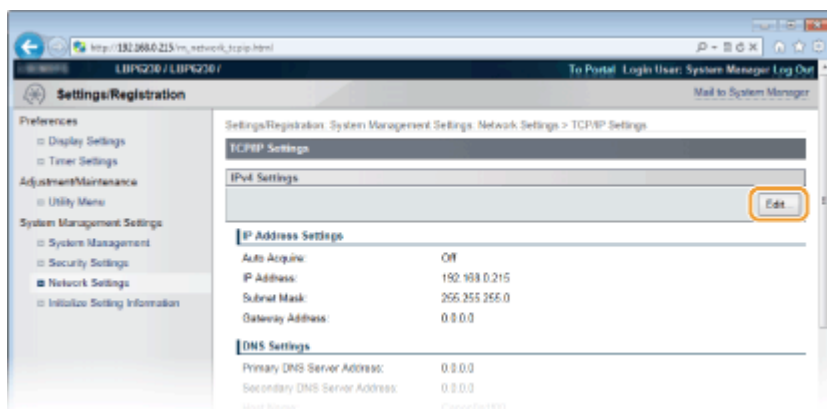 http://192.168.0.215/m_network_tcpip.html
LBP6230 / LBP6230 /
To Portal Login User: System Manager Log Out
Settings/Registration
Mail to System Manager
Preferences
Display Settings
Timer Settings
Adjustment/Maintenance
Utility Menu
System Management Settings
System Management
Security Settings
Network Settings
Initialize Setting Information
Settings/Registration: System Management Settings: Network Settings > TCP/IP Settings
TCP/IP Settings
IPv4 Settings
Edit...
IP Address Settings
Auto Acquire: Off
IP Address: 192.168.0.215
Subnet Mask: 255.255.255.0
Gateway Address: 0.0.0.0
DNS Settings
Primary DNS Server Address: 0.0.0.0
Secondary DNS Server Address: 0.0.0.0
Host Name: